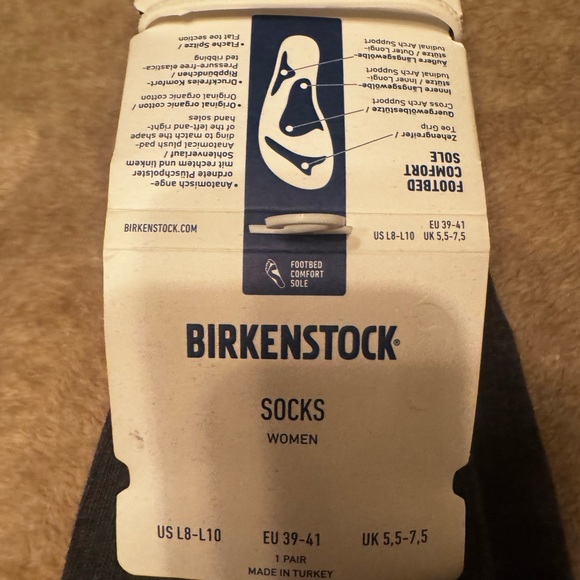 FOOTBED
COMFORT
SOLE
Zehengreifer /
Toe Grip
Quergewölbestütze /
Cross Arch Support
Innere Längsgewölbe-
stütze / Inner Longi-
tudinal Arch Support
Äußere Längsgewölbe-
stütze / Outer Longi-
tudinal Arch Support
• Anatomisch ange-
ordnete Plüschpolster
mit rechtem und linkem
Sohlenverlauf /
Anatomical plush pad-
ding to match the shape
of the left-and right-
hand soles
• Original organic cotton /
Original organic cotton
• Druckfreies Komfort-
Rippbündchen /
Pressure-free elastica-
ted ribbing
• Flache Spitze /
Flat toe section
BIRKENSTOCK.COM
EU 39-41
US L8-L10 UK 5,5-7,5
FOOTBED
COMFORT
SOLE
BIRKENSTOCK®
SOCKS
WOMEN
US L8-L10 EU 39-41 UK 5,5-7,5
1 PAIR
MADE IN TURKEY